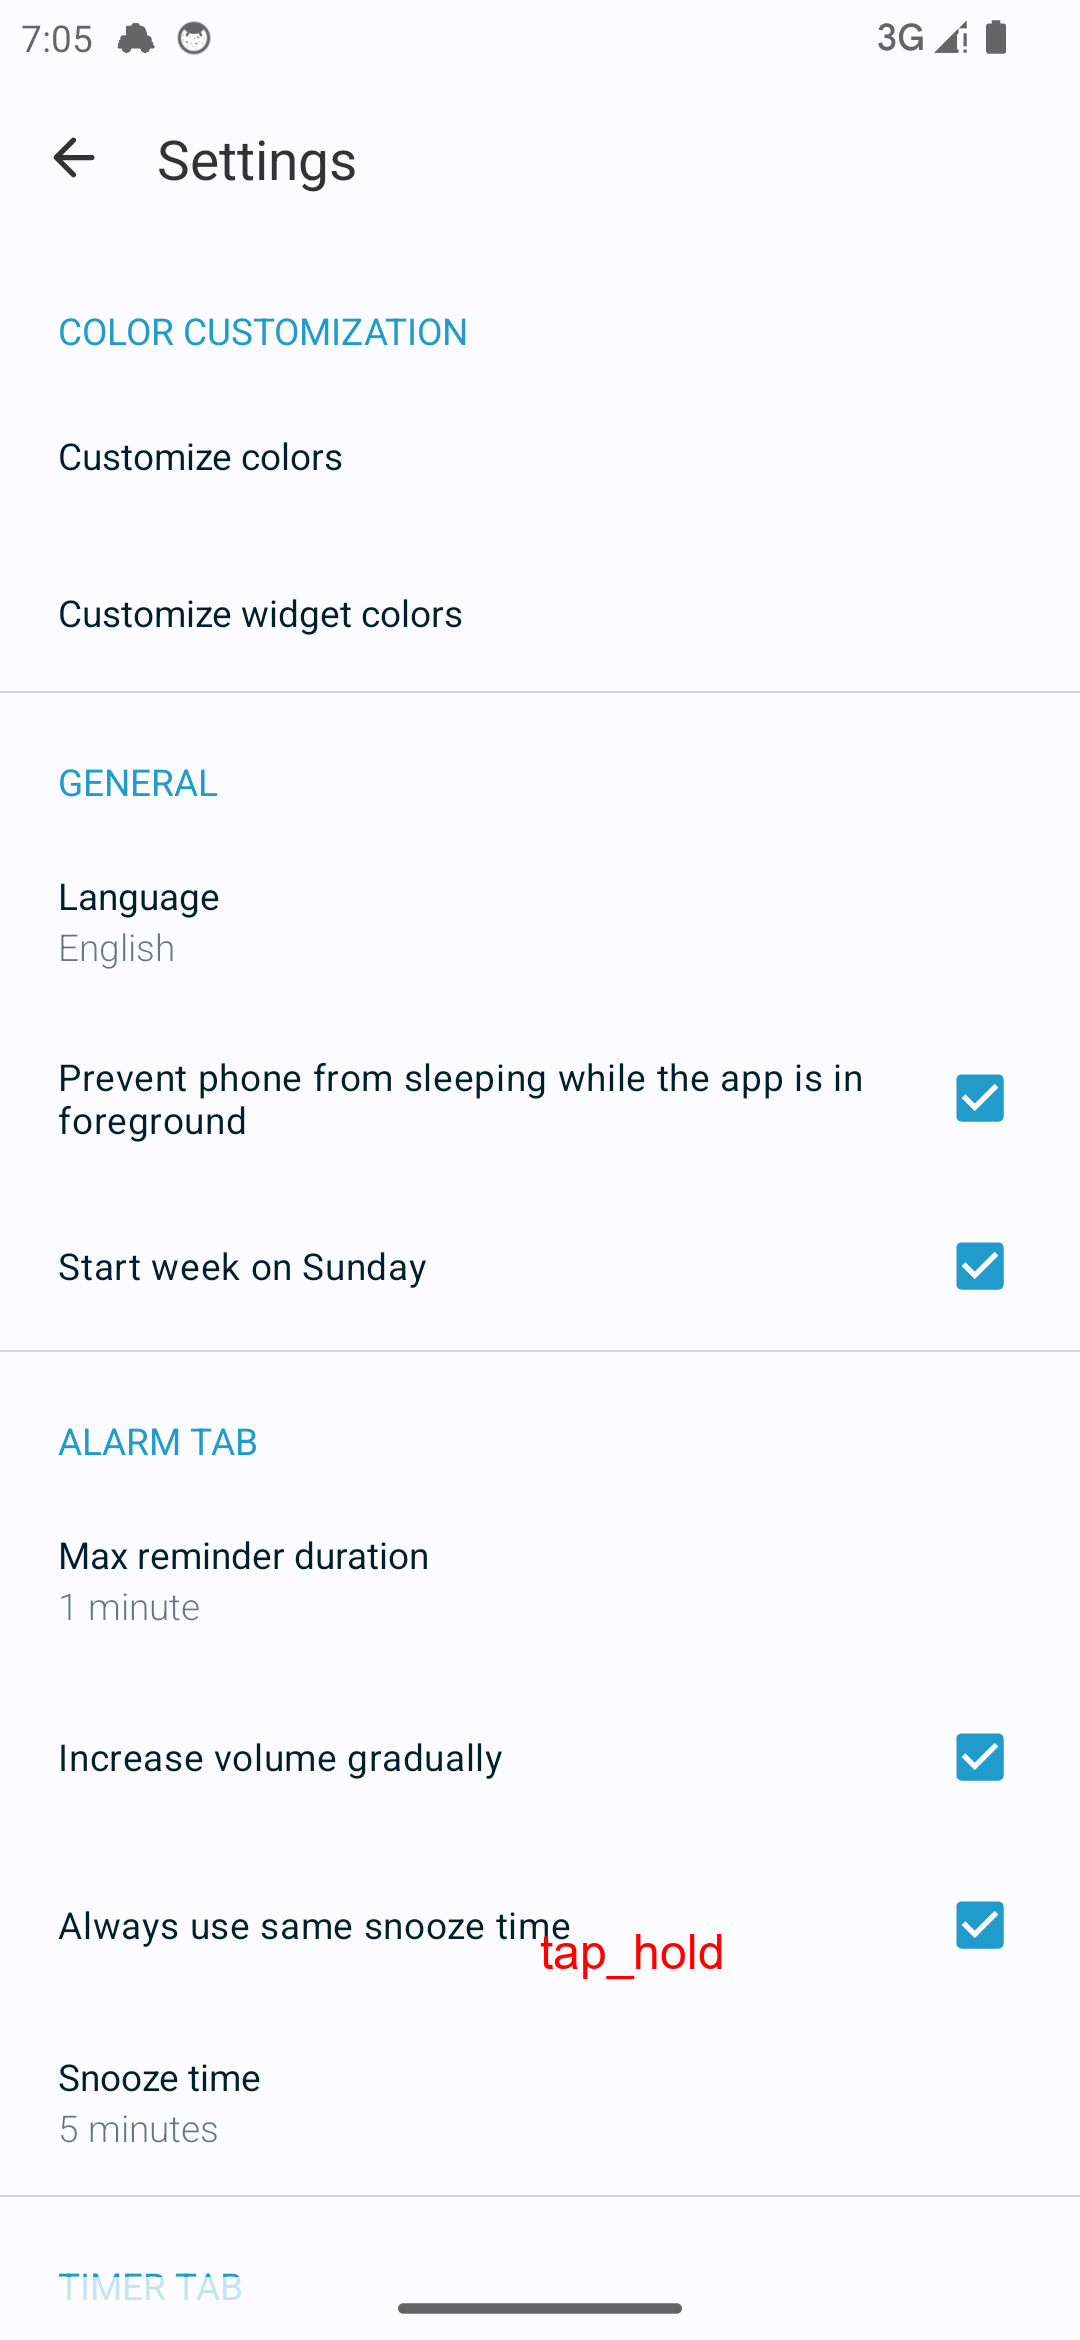 7:05
3G
Settings
COLOR CUSTOMIZATION
Customize colors
Customize widget colors
GENERAL
Language
English
Prevent phone from sleeping while the app is in
foreground
Start week on Sunday
ALARM TAB
Max reminder duration
1 minute
Increase volume gradually
Always use same snooze time
tap_hold
Snooze time
5 minutes
TIMER TAB